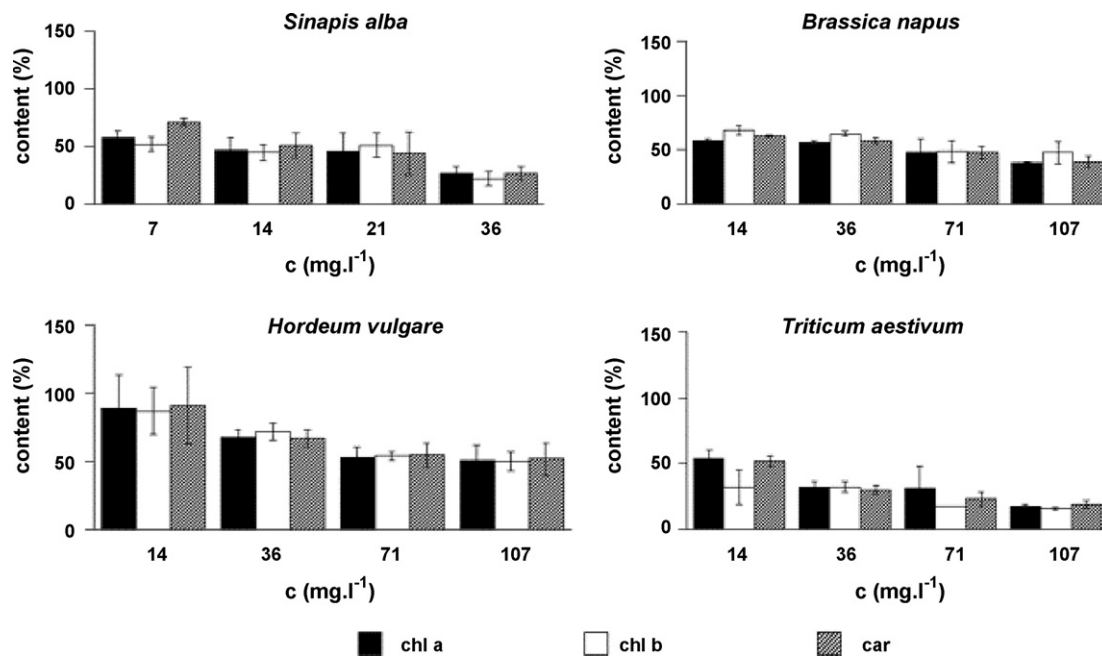 Sinapis alba
content (%)
150
100
50
0
7 14 21 36
c (mg.l⁻¹)
Brassica napus
content (%)
150
100
50
0
14 36 71 107
c (mg.l⁻¹)
Hordeum vulgare
content (%)
150
100
50
0
14 36 71 107
c (mg.l⁻¹)
Triticum aestivum
content (%)
150
100
50
0
14 36 71 107
c (mg.l⁻¹)
chl a chl b car